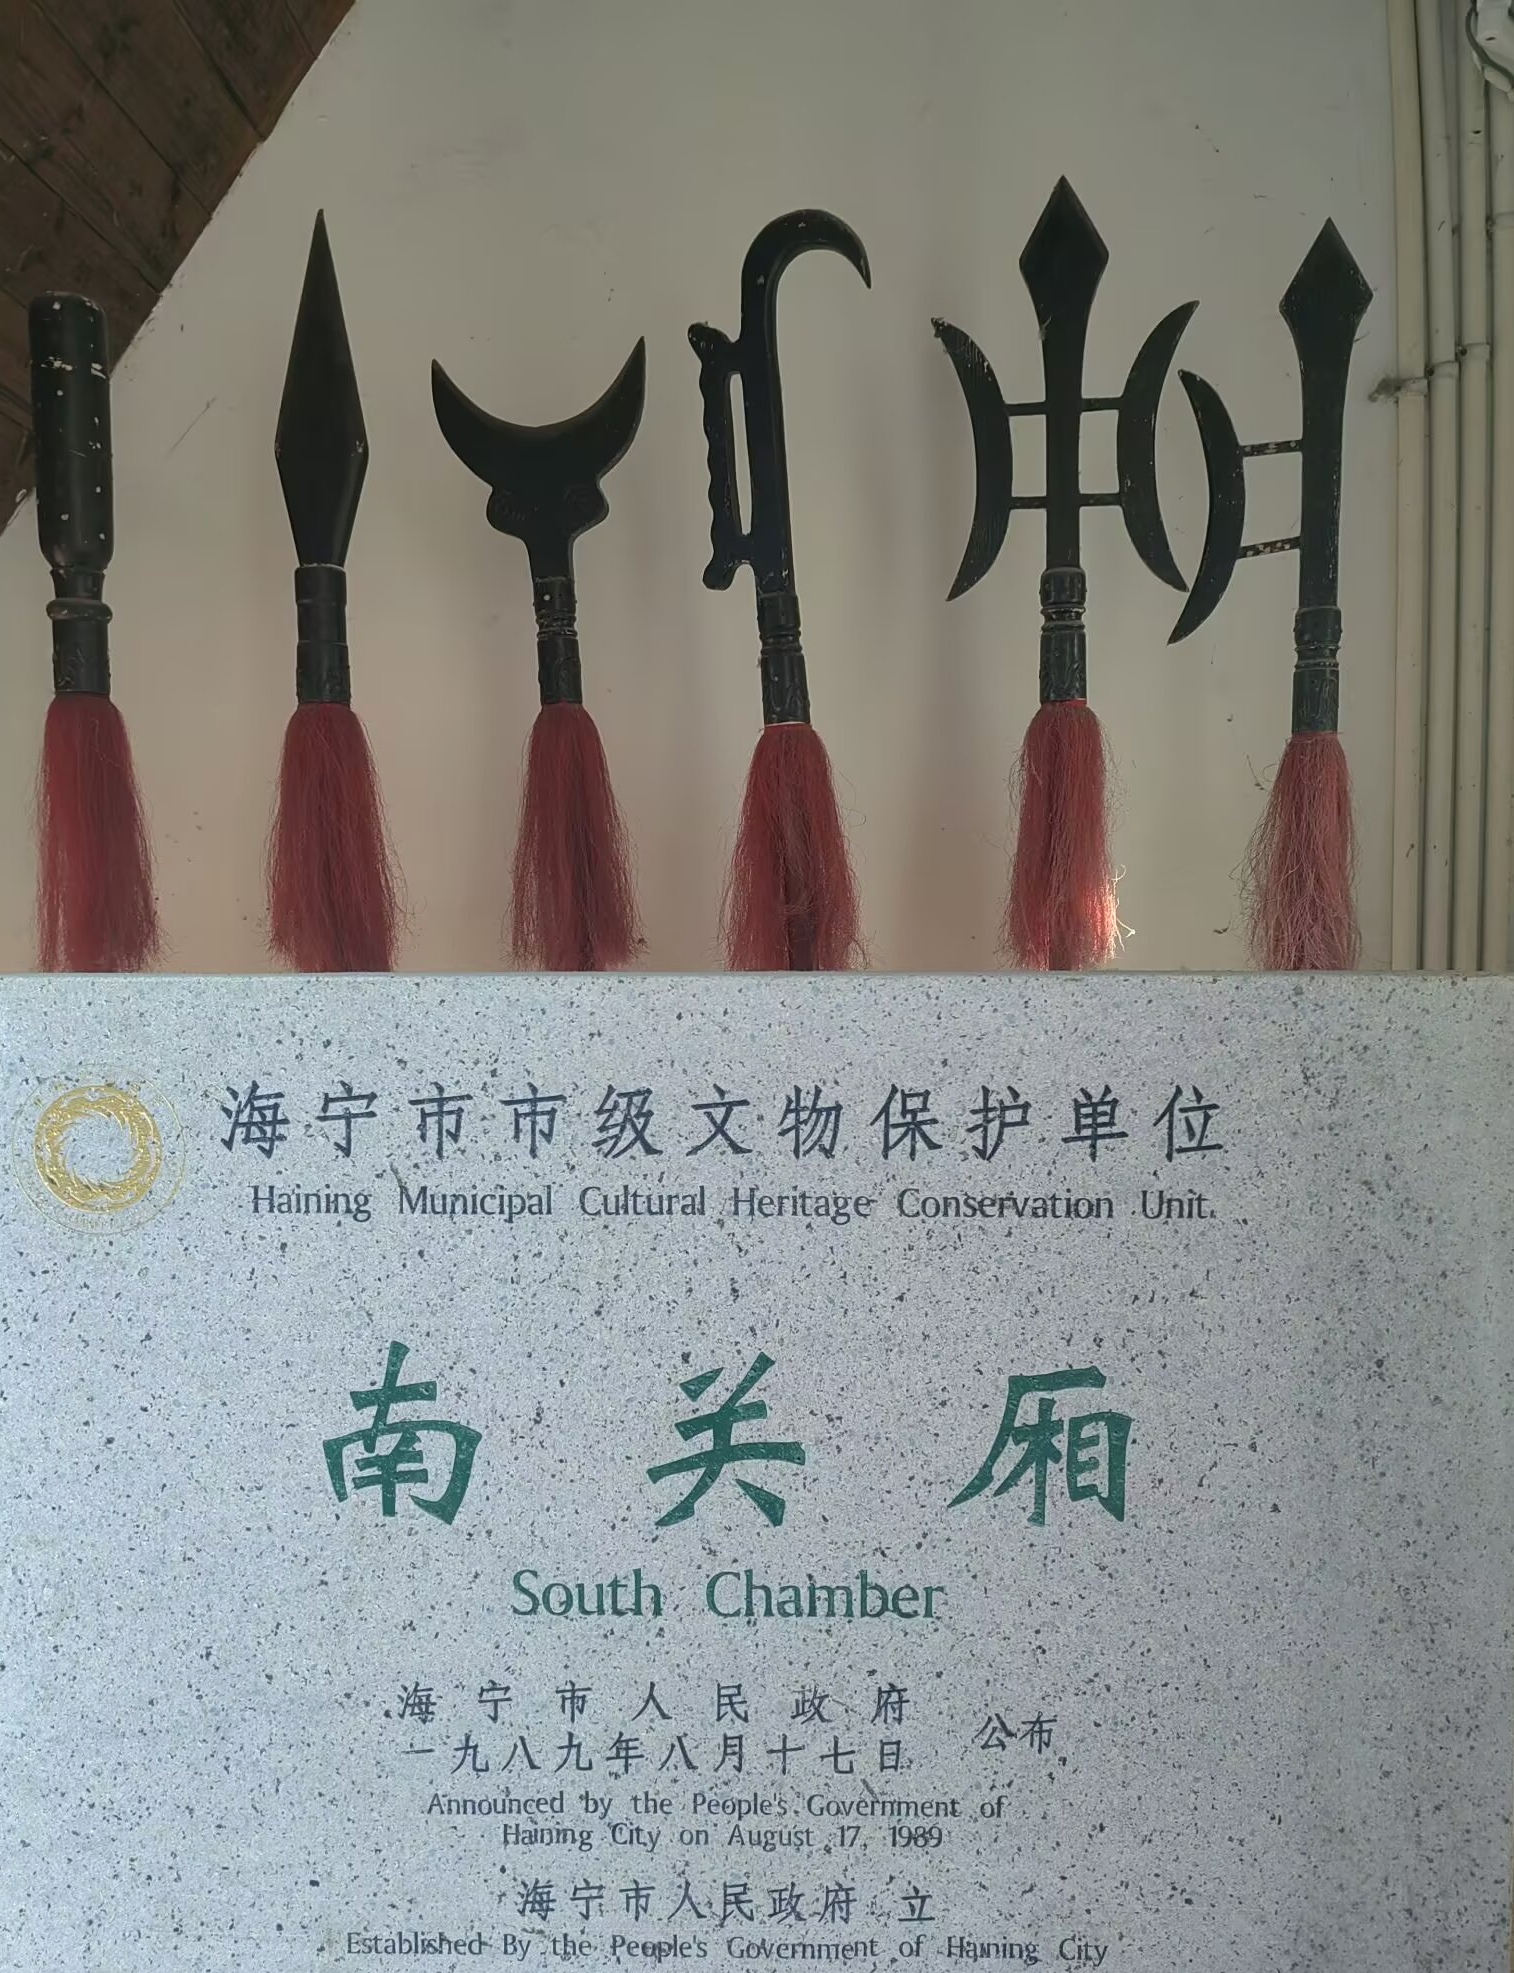 海宁市市级文物保护单位
Haining Municipal Cultural Heritage Conservation Unit.
南关厢
South Chamber
海宁市人民政府
公布
一九八九年八月十七日
Announced by the People's Government of
Haining City on August 17, 1989
海宁市人民政府 立
Established By the People's Government of Haining City